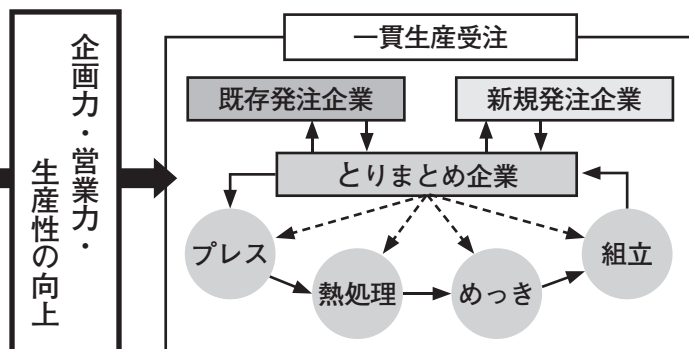 企画力・営業力・
生産性の向上
一貫生産受注
既存発注企業
新規発注企業
とりまとめ企業
プレス
熱処理
めっき
組立